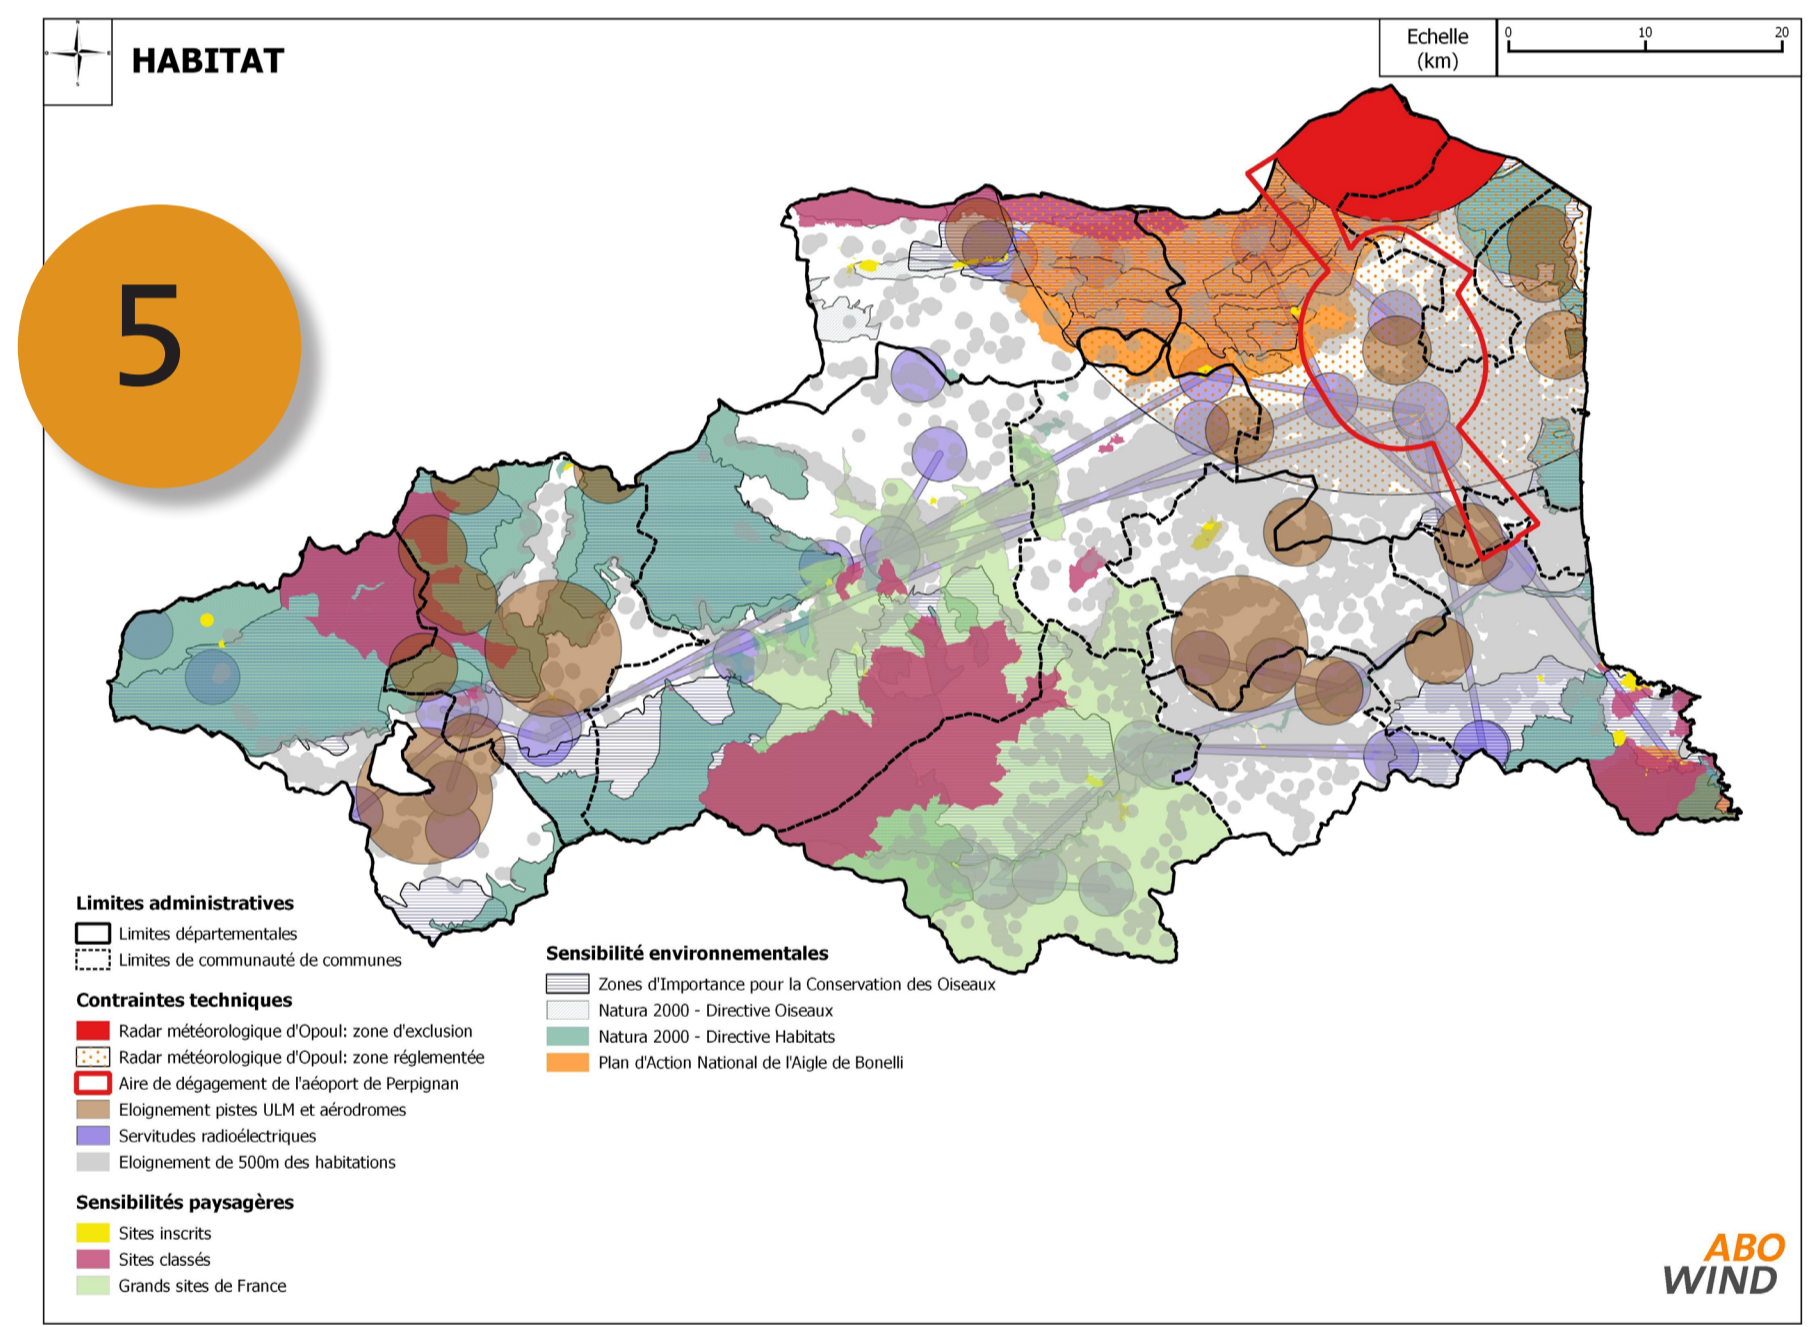 HABITAT
Echelle
(km)
0 10 20
5
Limites administratives
Limites départementales
Limites de communauté de communes
Contraintes techniques
Radar météorologique d'Opoul: zone d'exclusion
Radar météorologique d'Opoul: zone réglementée
Aire de dégagement de l'aéoport de Perpignan
Eloignement pistes ULM et aérodromes
Servitudes radioélectriques
Eloignement de 500m des habitations
Sensibilités paysagères
Sites inscrits
Sites classés
Grands sites de France
Sensibilité environnementales
Zones d'Importance pour la Conservation des Oiseaux
Natura 2000 - Directive Oiseaux
Natura 2000 - Directive Habitats
Plan d'Action National de l'Aigle de Bonelli
ABO
WIND